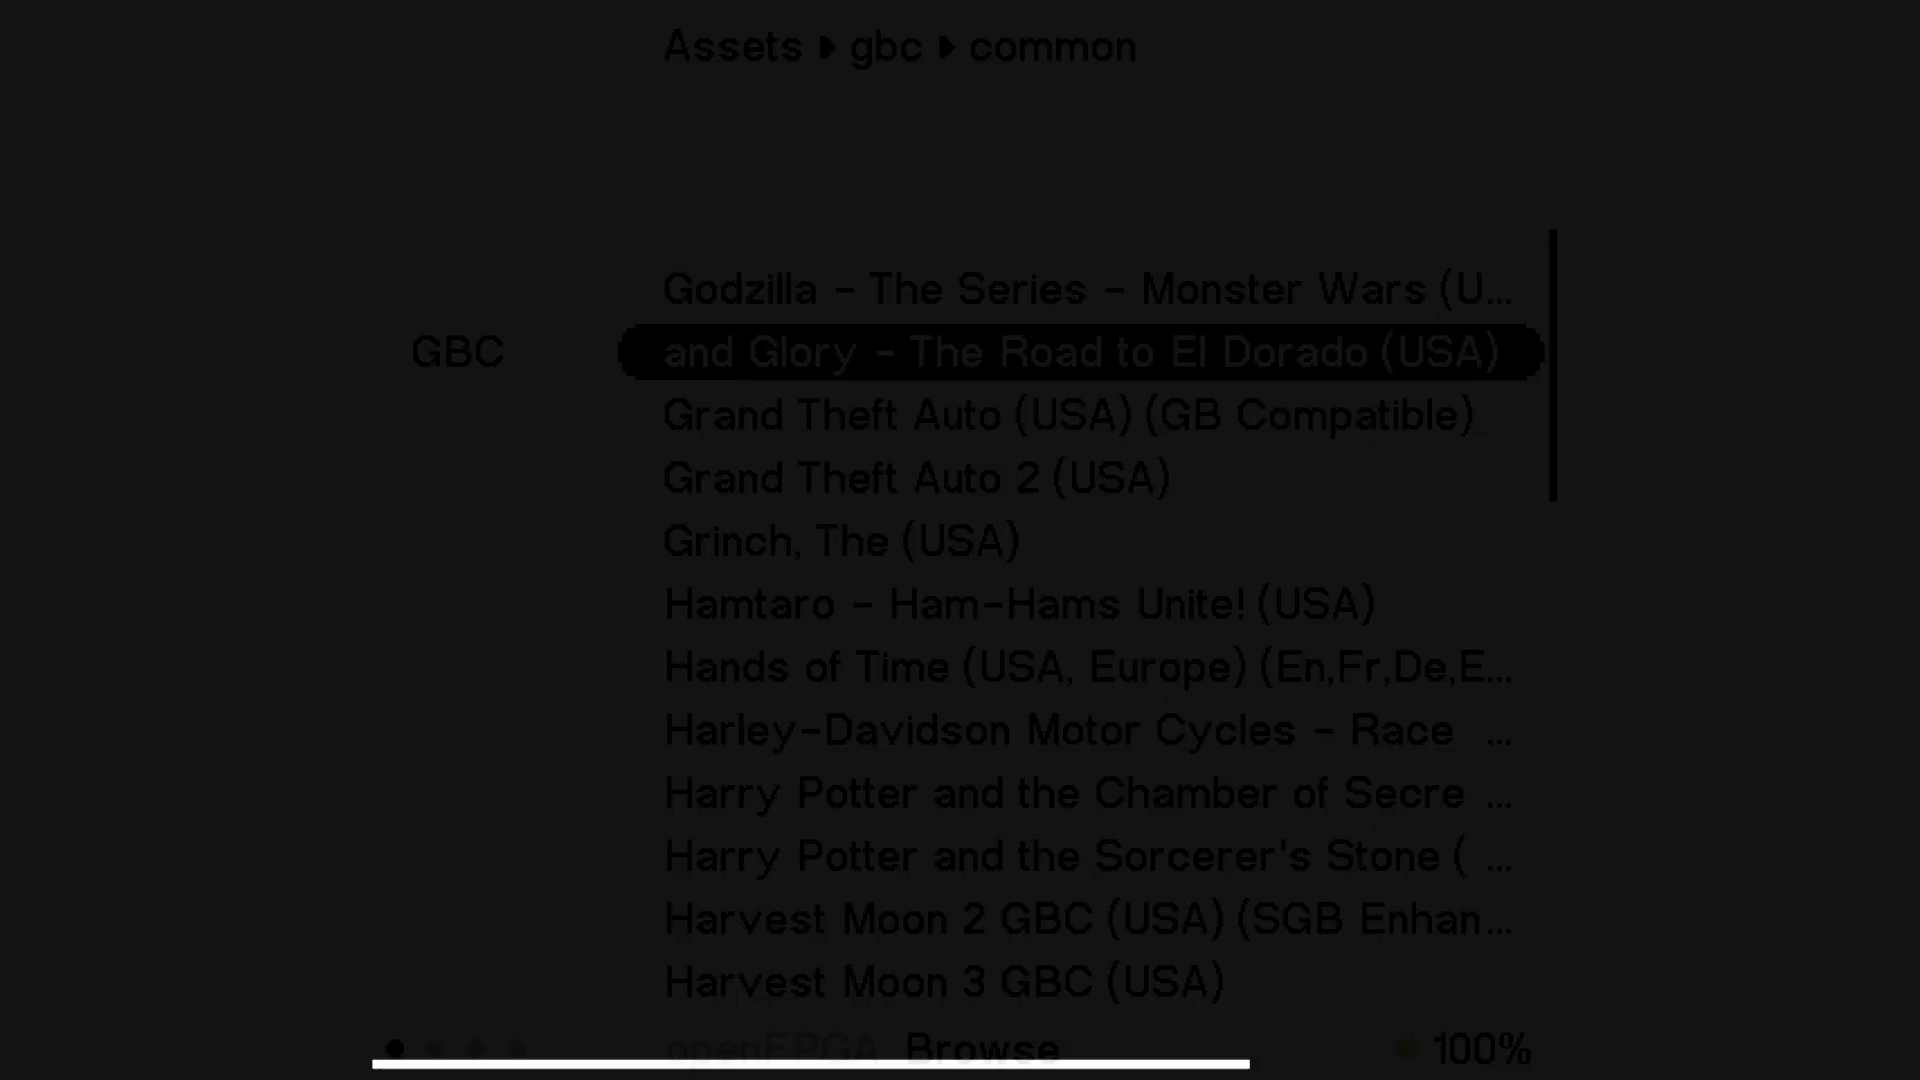 Assets gbc common
Godzilla - The Series - Monster Wars (U...
GBC
and Glory - The Road to El Dorado (USA)
Grand Theft Auto (USA) (GB Compatible)
Grand Theft Auto 2 (USA)
Grinch, The (USA)
Hamtaro - Ham-Hams Unite! (USA)
Hands of Time (USA, Europe) (En,Fr,De,E...
Harley-Davidson Motor Cycles - Race ...
Harry Potter and the Chamber of Secre ...
Harry Potter and the Sorcerer's Stone ( ...
Harvest Moon 2 GBC (USA) (SGB Enhan...
Harvest Moon 3 GBC (USA)
openFPGA Browse 100%